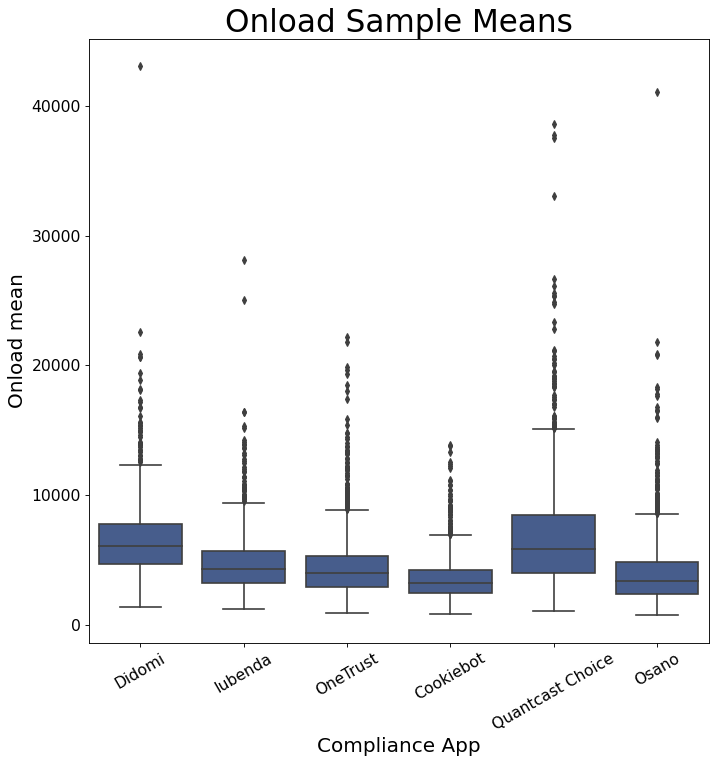 Onload Sample Means
40000
30000
20000
10000
0
Onload mean
Didomi
Iubenda
OneTrust
Cookiebot
Quantcast Choice
Osano
Compliance App